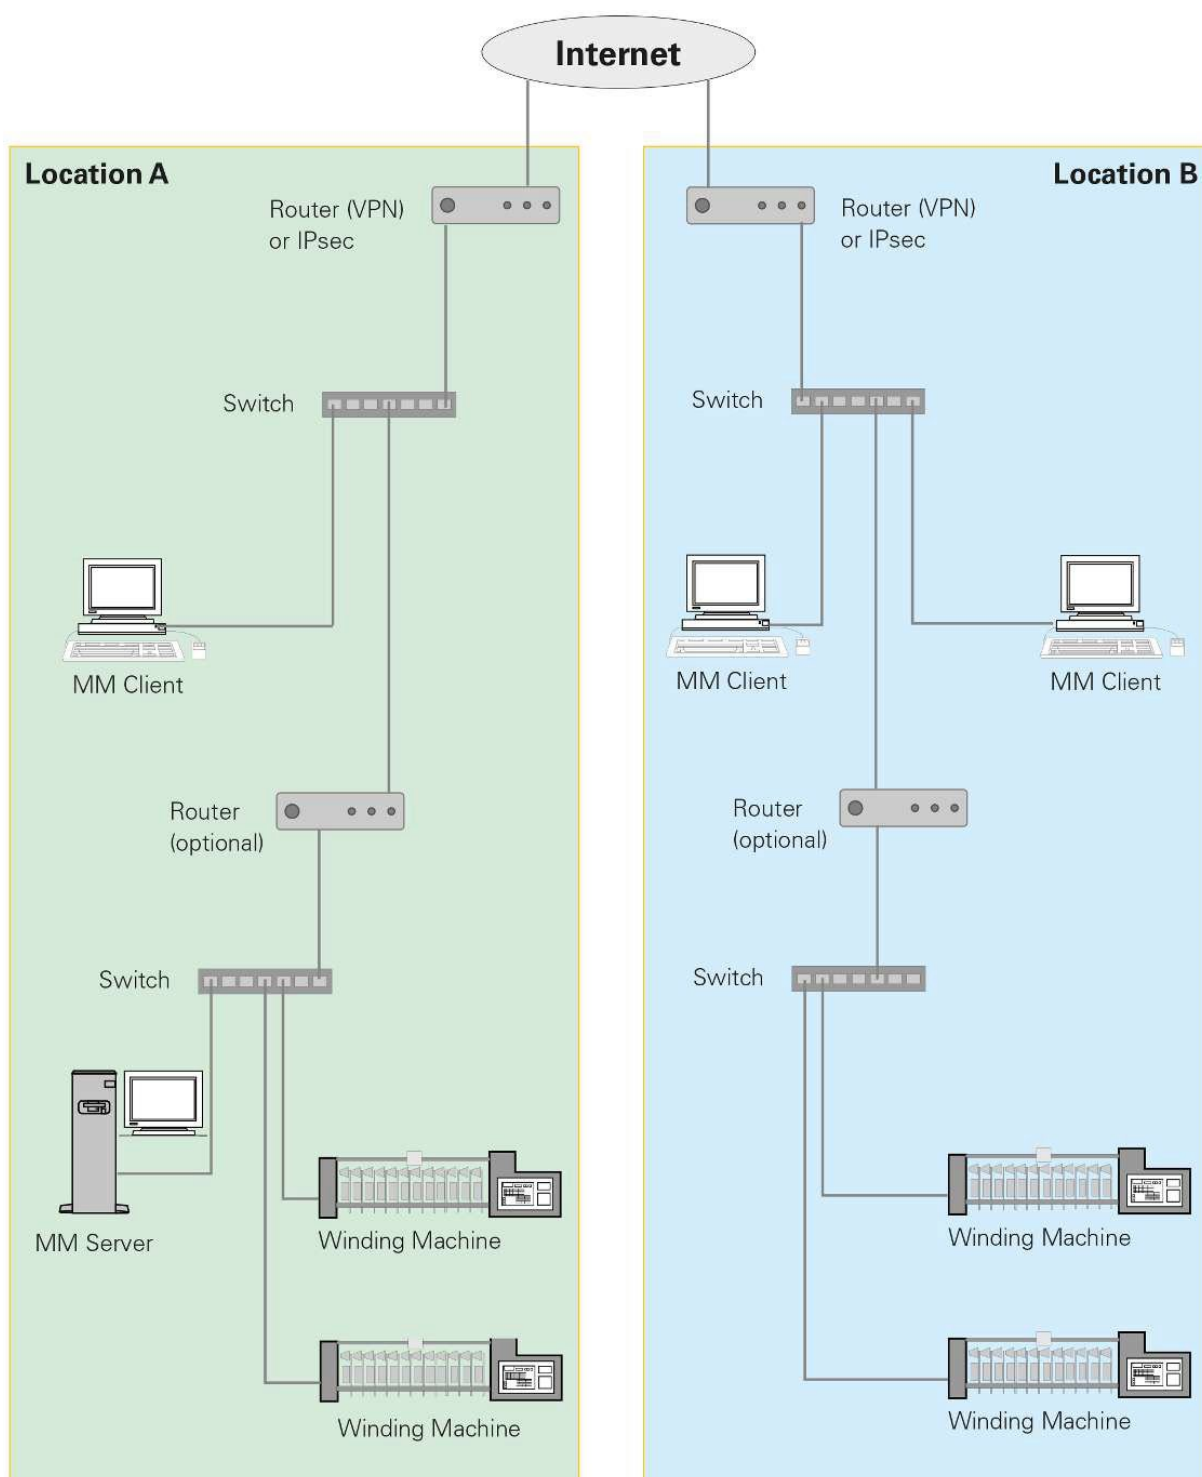 Internet
Location A
Router (VPN)
or IPsec
Switch
MM Client
Router
(optional)
Switch
MM Server
Winding Machine
Winding Machine
Location B
Router (VPN)
or IPsec
Switch
MM Client
MM Client
Router
(optional)
Switch
Winding Machine
Winding Machine